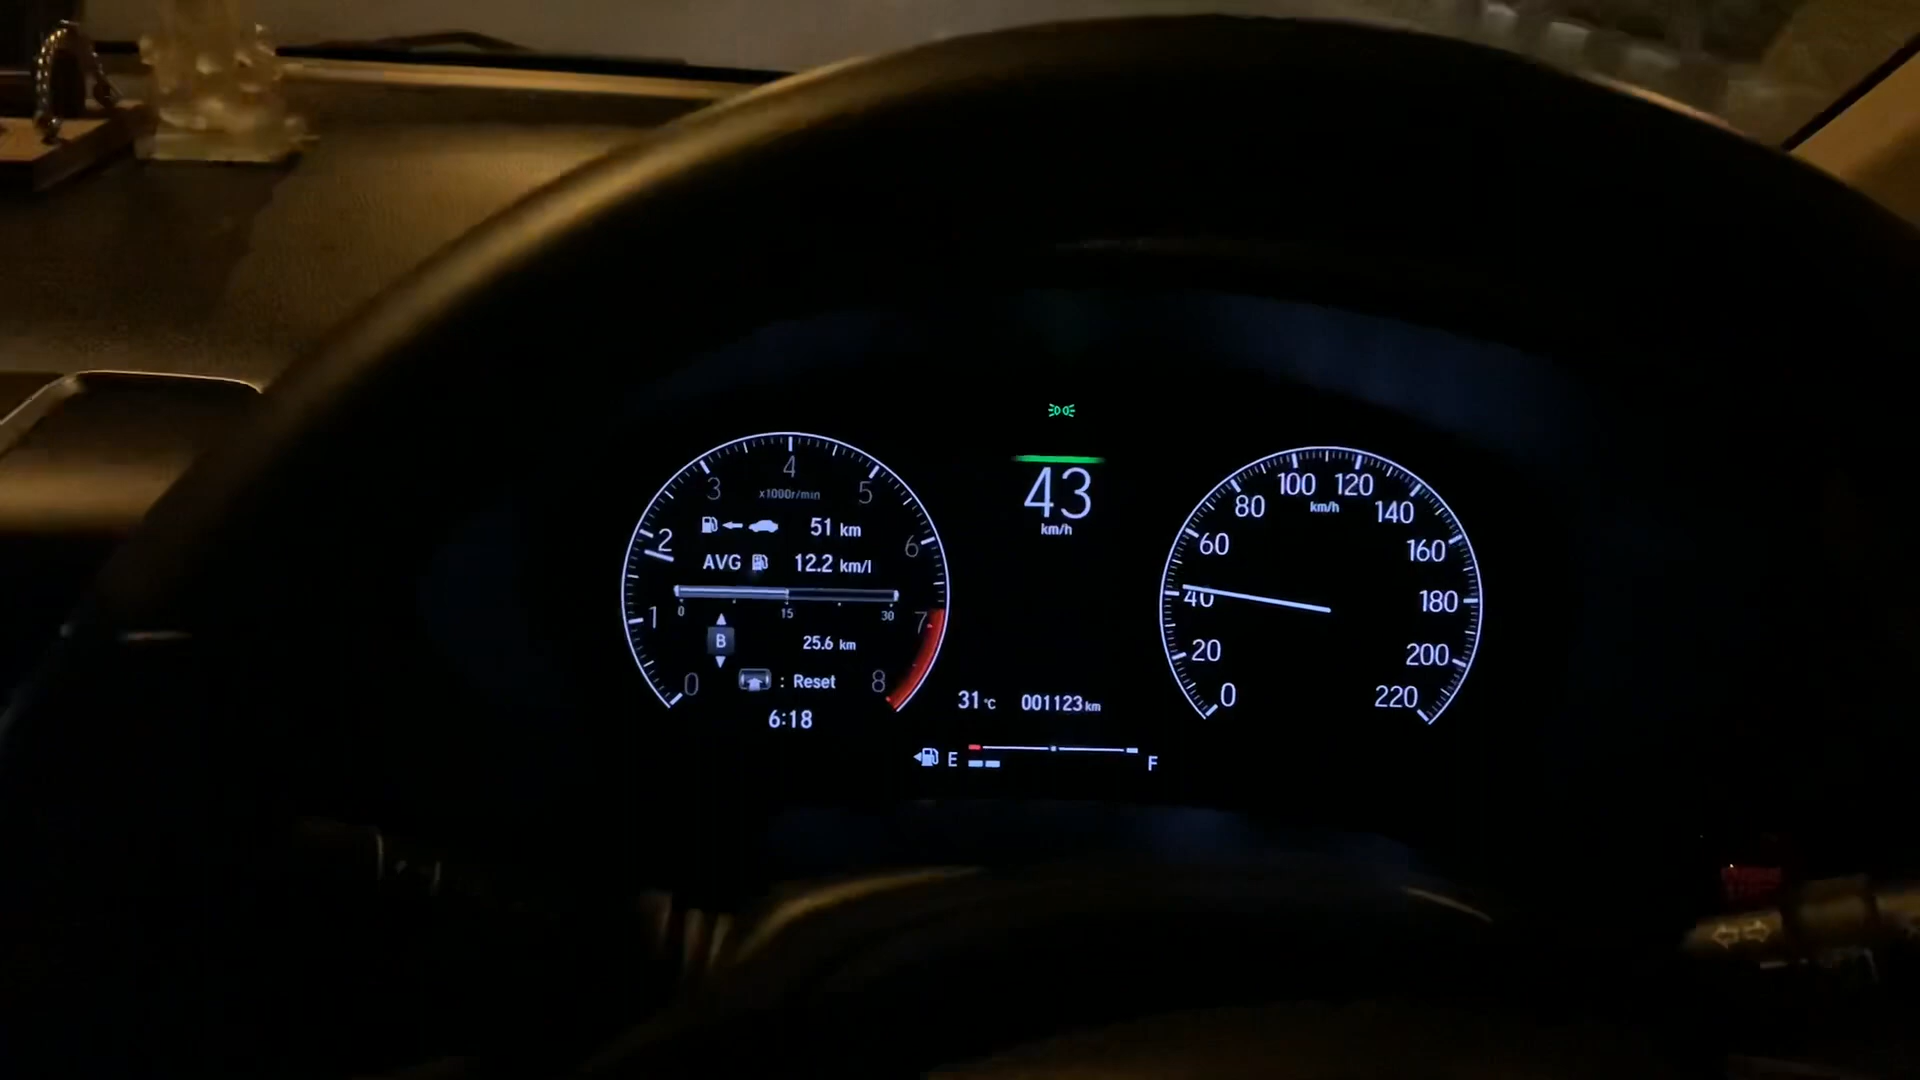 4
3
5
x1000r/min
51 km
2
6
AVG 12.2 km/l
0 15 30
1
7
B 25.6 km
: Reset
0
8
6:18
43
km/h
31 °C 001123 km
E F
100 120
80 km/h 140
60 160
40 180
20 200
0 220